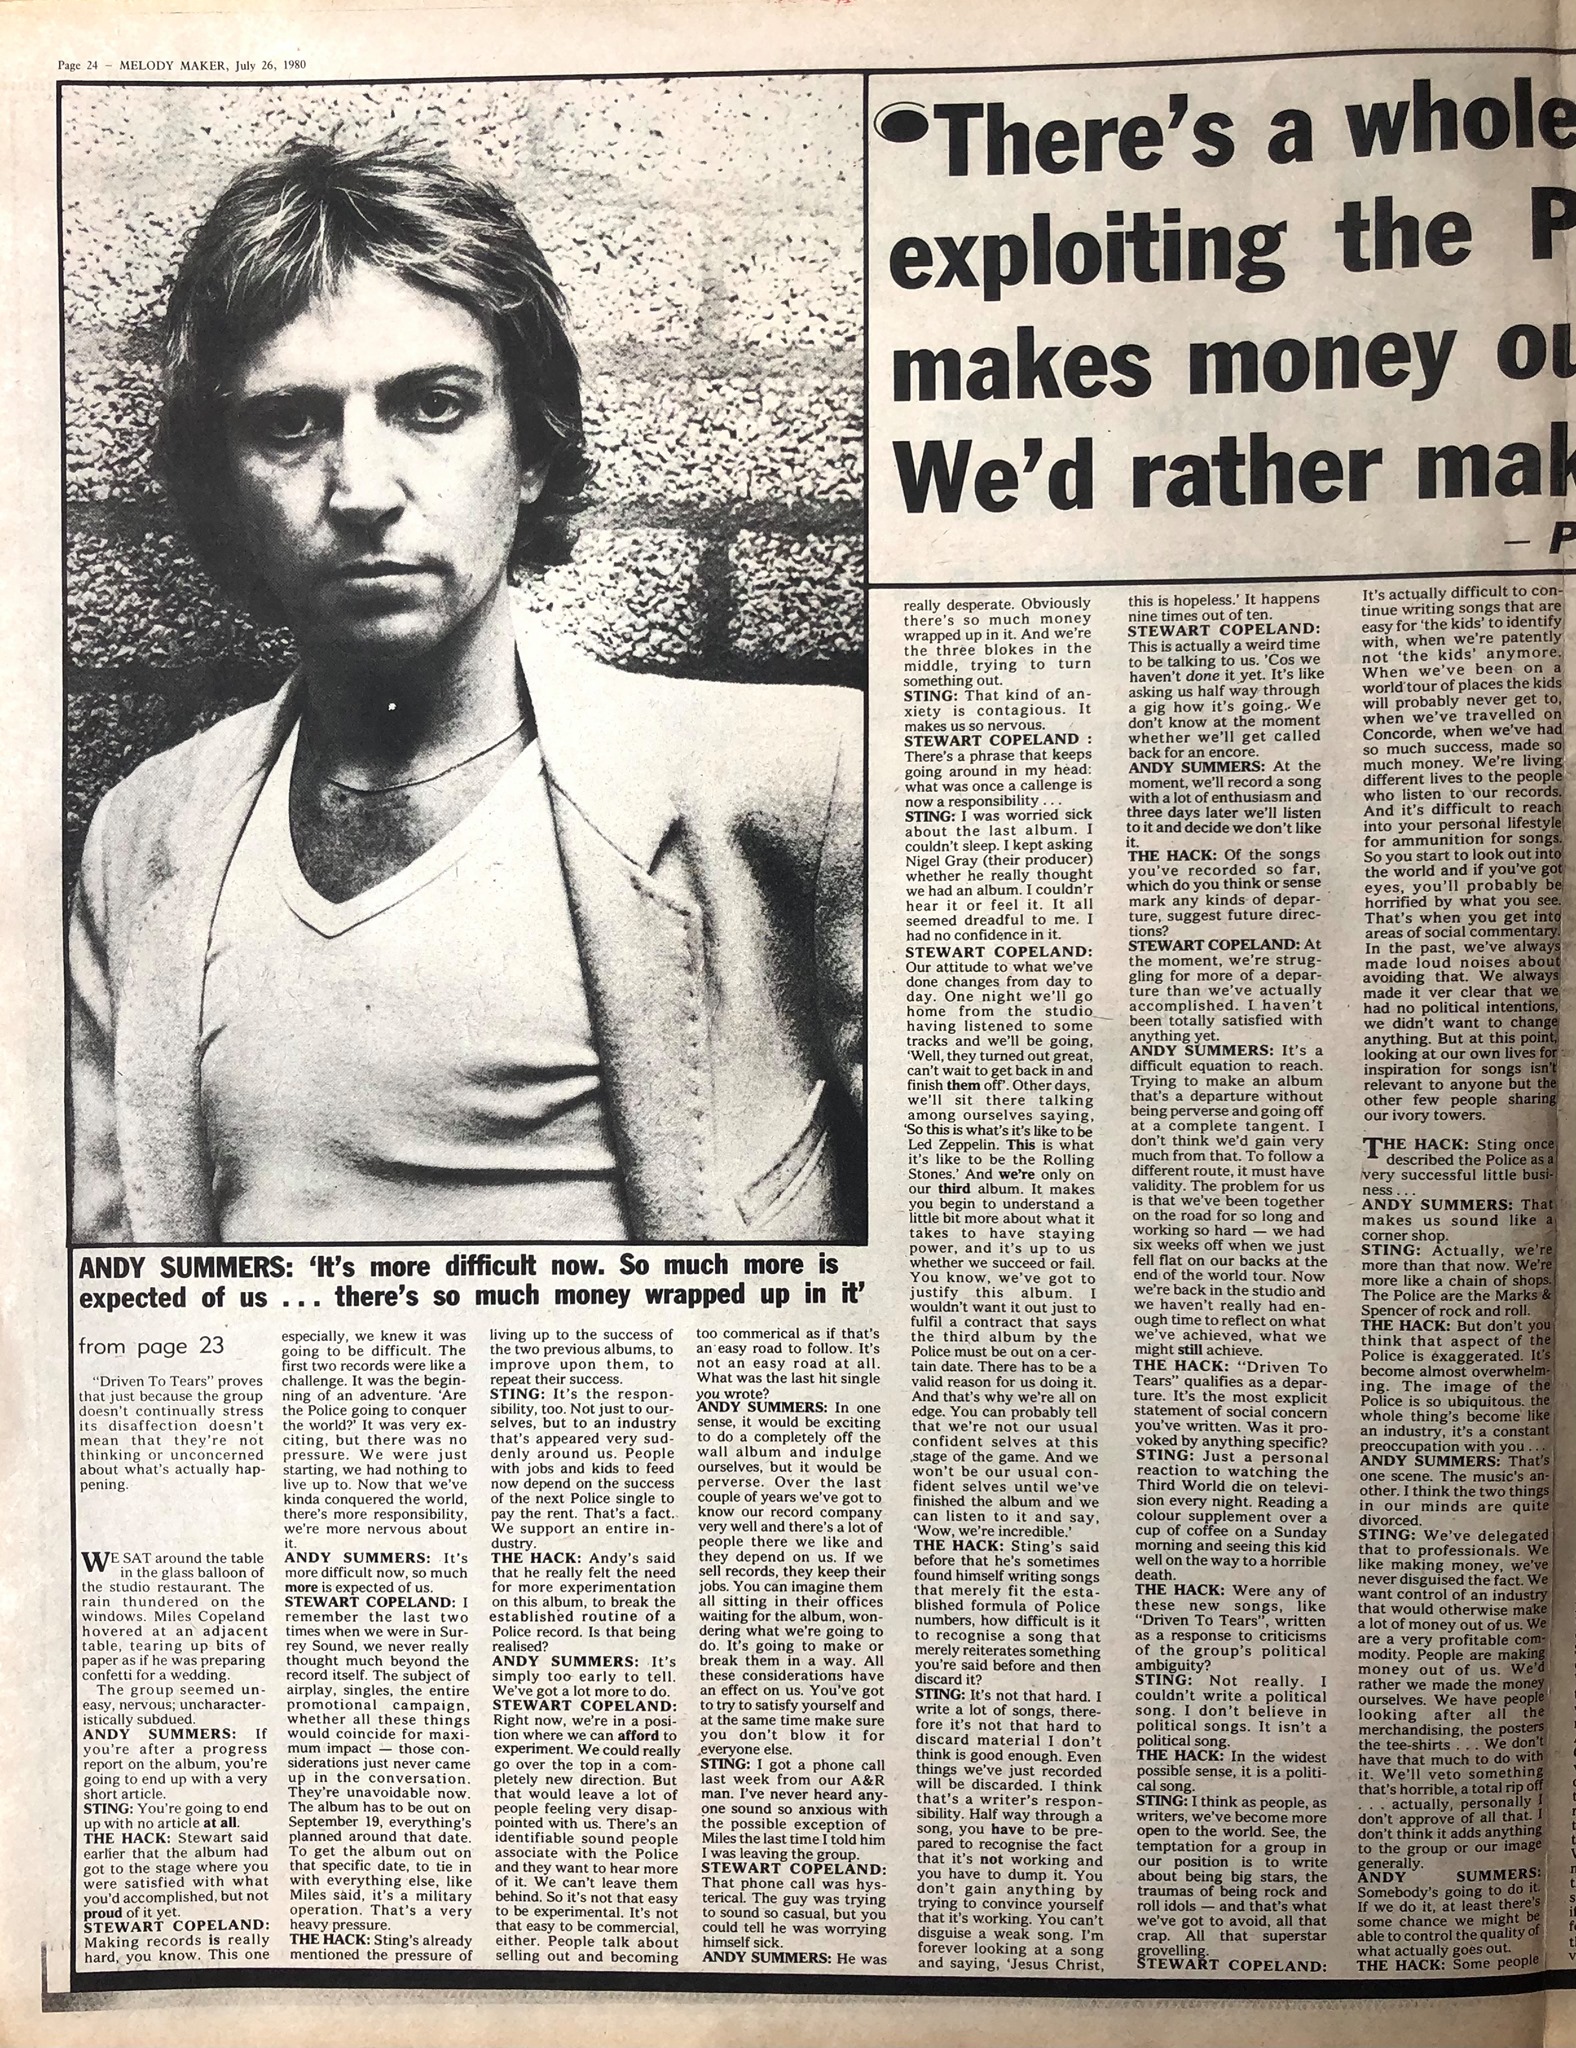 Page 24 – MELODY MAKER, July 26, 1980
There's a whole
exploiting the P
makes money ou
We'd rather mak
– P
ANDY SUMMERS: 'It's more difficult now. So much more is
expected of us ... there's so much money wrapped up in it'
from page 23
"Driven To Tears" proves
that just because the group
doesn't continually stress
its disaffection doesn't
mean that they're not
thinking or unconcerned
about what's actually hap-
pening.
WE SAT around the table
in the glass balloon of
the studio restaurant. The
rain thundered on the
windows. Miles Copeland
hovered at an adjacent
table, tearing up bits of
paper as if he was preparing
confetti for a wedding.
The group seemed un-
easy, nervous; uncharacter-
istically subdued.
ANDY SUMMERS: If
you're after a progress
report on the album, you're
going to end up with a very
short article.
STING: You're going to end
up with no article at all.
THE HACK: Stewart said
earlier that the album had
got to the stage where you
were satisfied with what
you'd accomplished, but not
proud of it yet.
STEWART COPELAND:
Making records is really
hard, you know. This one
especially, we knew it was
going to be difficult. The
first two records were like a
challenge. It was the begin-
ning of an adventure. 'Are
the Police going to conquer
the world?' It was very ex-
citing, but there was no
pressure. We were just
starting, we had nothing to
live up to. Now that we've
kinda conquered the world,
there's more responsibility,
we're more nervous about
it.
ANDY SUMMERS: It's
more difficult now, so much
more is expected of us.
STEWART COPELAND: I
remember the last two
times when we were in Sur-
rey Sound, we never really
thought much beyond the
record itself. The subject of
airplay, singles, the entire
promotional campaign,
whether all these things
would coincide for maxi-
mum impact — those con-
siderations just never came
up in the conversation.
They're unavoidable now.
The album has to be out on
September 19, everything's
planned around that date.
To get the album out on
that specific date, to tie in
with everything else, like
Miles said, it's a military
operation. That's a very
heavy pressure.
THE HACK: Sting's already
mentioned the pressure of
living up to the success of
the two previous albums, to
improve upon them, to
repeat their success.
STING: It's the respon-
sibility, too. Not just to our-
selves, but to an industry
that's appeared very sud-
denly around us. People
with jobs and kids to feed
now depend on the success
of the next Police single to
pay the rent. That's a fact.
We support an entire in-
dustry.
THE HACK: Andy's said
that he really felt the need
for more experimentation
on this album, to break the
established routine of a
Police record. Is that being
realised?
ANDY SUMMERS: It's
simply too early to tell.
We've got a lot more to do.
STEWART COPELAND:
Right now, we're in a posi-
tion where we can afford to
experiment. We could really
go over the top in a com-
pletely new direction. But
that would leave a lot of
people feeling very disap-
pointed with us. There's an
identifiable sound people
associate with the Police
and they want to hear more
of it. We can't leave them
behind. So it's not that easy
to be experimental. It's not
that easy to be commercial,
either. People talk about
selling out and becoming
too commerical as if that's
an easy road to follow. It's
not an easy road at all.
What was the last hit single
you wrote?
ANDY SUMMERS: In one
sense, it would be exciting
to do a completely off the
wall album and indulge
ourselves, but it would be
perverse. Over the last
couple of years we've got to
know our record company
very well and there's a lot of
people there we like and
they depend on us. If we
sell records, they keep their
jobs. You can imagine them
all sitting in their offices
waiting for the album, won-
dering what we're going to
do. It's going to make or
break them in a way. All
these considerations have
an effect on us. You've got
to try to satisfy yourself and
at the same time make sure
you don't blow it for
everyone else.
STING: I got a phone call
last week from our A&R
man. I've never heard any-
one sound so anxious with
the possible exception of
Miles the last time I told him
I was leaving the group.
STEWART COPELAND:
That phone call was hys-
terical. The guy was trying
to sound so casual, but you
could tell he was worrying
himself sick.
ANDY SUMMERS: He was
really desperate. Obviously
there's so much money
wrapped up in it. And we're
the three blokes in the
middle, trying to turn
something out.
STING: That kind of an-
xiety is contagious. It
makes us so nervous.
STEWART COPELAND :
There's a phrase that keeps
going around in my head:
what was once a callenge is
now a responsibility . . .
STING: I was worried sick
about the last album. I
couldn't sleep. I kept asking
Nigel Gray (their producer)
whether he really thought
we had an album. I couldn'r
hear it or feel it. It all
seemed dreadful to me. I
had no confidence in it.
STEWART COPELAND:
Our attitude to what we've
done changes from day to
day. One night we'll go
home from the studio
having listened to some
tracks and we'll be going,
'Well, they turned out great,
can't wait to get back in and
finish them off'. Other days,
we'll sit there talking
among ourselves saying,
'So this is what's it's like to be
Led Zeppelin. This is what
it's like to be the Rolling
Stones.' And we're only on
our third album. It makes
you begin to understand a
little bit more about what it
takes to have staying
power, and it's up to us
whether we succeed or fail.
You know, we've got to
justify this album. I
wouldn't want it out just to
fulfil a contract that says
the third album by the
Police must be out on a cer-
tain date. There has to be a
valid reason for us doing it.
And that's why we're all on
edge. You can probably tell
that we're not our usual
confident selves at this
stage of the game. And we
won't be our usual con-
fident selves until we've
finished the album and we
can listen to it and say,
'Wow, we're incredible.'
THE HACK: Sting's said
before that he's sometimes
found himself writing songs
that merely fit the esta-
blished formula of Police
numbers, how difficult is it
to recognise a song that
merely reiterates something
you're said before and then
discard it?
STING: It's not that hard. I
write a lot of songs, there-
fore it's not that hard to
discard material I don't
think is good enough. Even
things we've just recorded
will be discarded. I think
that's a writer's respon-
sibility. Half way through a
song, you have to be pre-
pared to recognise the fact
that it's not working and
you have to dump it. You
don't gain anything by
trying to convince yourself
that it's working. You can't
disguise a weak song. I'm
forever looking at a song
and saying, 'Jesus Christ,
this is hopeless.' It happens
nine times out of ten.
STEWART COPELAND:
This is actually a weird time
to be talking to us. 'Cos we
haven't done it yet. It's like
asking us half way through
a gig how it's going. We
don't know at the moment
whether we'll get called
back for an encore.
ANDY SUMMERS: At the
moment, we'll record a song
with a lot of enthusiasm and
three days later we'll listen
to it and decide we don't like
it.
THE HACK: Of the songs
you've recorded so far,
which do you think or sense
mark any kinds of depar-
ture, suggest future direc-
tions?
STEWART COPELAND: At
the moment, we're strug-
gling for more of a depar-
ture than we've actually
accomplished. I haven't
been totally satisfied with
anything yet.
ANDY SUMMERS: It's a
difficult equation to reach.
Trying to make an album
that's a departure without
being perverse and going off
at a complete tangent. I
don't think we'd gain very
much from that. To follow a
different route, it must have
validity. The problem for us
is that we've been together
on the road for so long and
working so hard — we had
six weeks off when we just
fell flat on our backs at the
end of the world tour. Now
we're back in the studio and
we haven't really had en-
ough time to reflect on what
we've achieved, what we
might still achieve.
THE HACK: "Driven To
Tears" qualifies as a depar-
ture. It's the most explicit
statement of social concern
you've written. Was it pro-
voked by anything specific?
STING: Just a personal
reaction to watching the
Third World die on televi-
sion every night. Reading a
colour supplement over a
cup of coffee on a Sunday
morning and seeing this kid
well on the way to a horrible
death.
THE HACK: Were any of
these new songs, like
"Driven To Tears", written
as a response to criticisms
of the group's political
ambiguity?
STING: Not really. I
couldn't write a political
song. I don't believe in
political songs. It isn't a
political song.
THE HACK: In the widest
possible sense, it is a politi-
cal song.
STING: I think as people, as
writers, we've become more
open to the world. See, the
temptation for a group in
our position is to write
about being big stars, the
traumas of being rock and
roll idols — and that's what
we've got to avoid, all that
crap. All that superstar
grovelling.
STEWART COPELAND:
It's actually difficult to con-
tinue writing songs that are
easy for 'the kids' to identify
with, when we're patently
not 'the kids' anymore.
When we've been on a
world tour of places the kids
will probably never get to,
when we've travelled on
Concorde, when we've had
so much success, made so
much money. We're living
different lives to the people
who listen to our records.
And it's difficult to reach
into your personal lifestyle
for ammunition for songs.
So you start to look out into
the world and if you've got
eyes, you'll probably be
horrified by what you see.
That's when you get into
areas of social commentary.
In the past, we've always
made loud noises about
avoiding that. We always
made it ver clear that we
had no political intentions,
we didn't want to change
anything. But at this point,
looking at our own lives for
inspiration for songs isn't
relevant to anyone but the
other few people sharing
our ivory towers.
THE HACK: Sting once
described the Police as a
very successful little busi-
ness . . .
ANDY SUMMERS: That
makes us sound like a
corner shop.
STING: Actually, we're
more than that now. We're
more like a chain of shops.
The Police are the Marks &
Spencer of rock and roll.
THE HACK: But don't you
think that aspect of the
Police is exaggerated. It's
become almost overwhelm-
ing. The image of the
Police is so ubiquitous. the
whole thing's become like
an industry, it's a constant
preoccupation with you . . .
ANDY SUMMERS: That's
one scene. The music's an-
other. I think the two things
in our minds are quite
divorced.
STING: We've delegated
that to professionals. We
like making money, we've
never disguised the fact. We
want control of an industry
that would otherwise make
a lot of money out of us. We
are a very profitable com-
modity. People are making
money out of us. We'd
rather we made the money
ourselves. We have people
looking after all the
merchandising, the posters
the tee-shirts . . . We don't
have that much to do with
it. We'll veto something
that's horrible, a total rip off
. . . actually, personally I
don't approve of all that. I
don't think it adds anything
to the group or our image
generally.
ANDY SUMMERS:
Somebody's going to do it.
If we do it, at least there's
some chance we might be
able to control the quality of
what actually goes out.
THE HACK: Some people